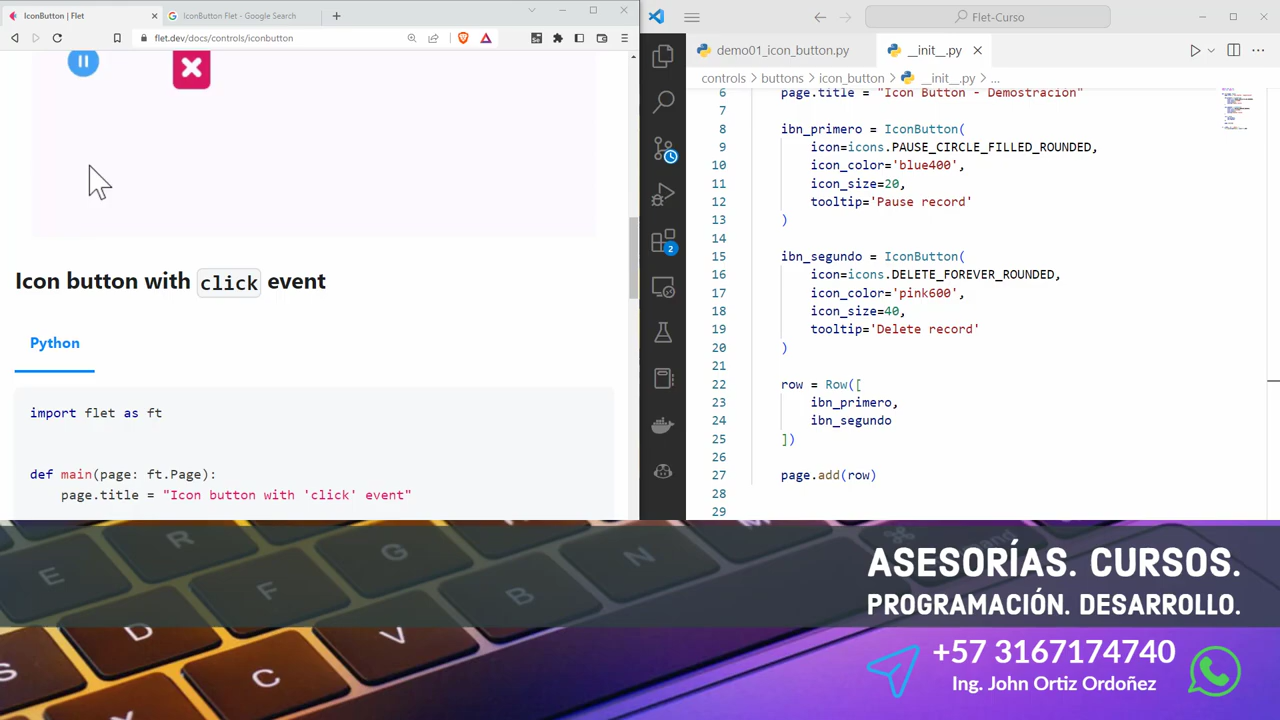 IconButton | Flet
IconButton Flet - Google Search
flet.dev/docs/controls/iconbutton
Icon button with click event
Python
import flet as ft
def main(page: ft.Page):
page.title = "Icon button with 'click' event"
Flet-Curso
demo01_icon_button.py
__init__.py
controls > buttons > icon_button > __init__.py > ...
6 page.title = "Icon Button - Demostración"
7
8 ibn_primero = IconButton(
9 icon=icons.PAUSE_CIRCLE_FILLED_ROUNDED,
10 icon_color='blue400',
11 icon_size=20,
12 tooltip='Pause record'
13 )
14
15 ibn_segundo = IconButton(
16 icon=icons.DELETE_FOREVER_ROUNDED,
17 icon_color='pink600',
18 icon_size=40,
19 tooltip='Delete record'
20 )
21
22 row = Row([
23 ibn_primero,
24 ibn_segundo
25 ])
26
27 page.add(row)
28
29
2
ASESORÍAS. CURSOS.
PROGRAMACIÓN. DESARROLLO.
+57 3167174740
Ing. John Ortiz Ordoñez